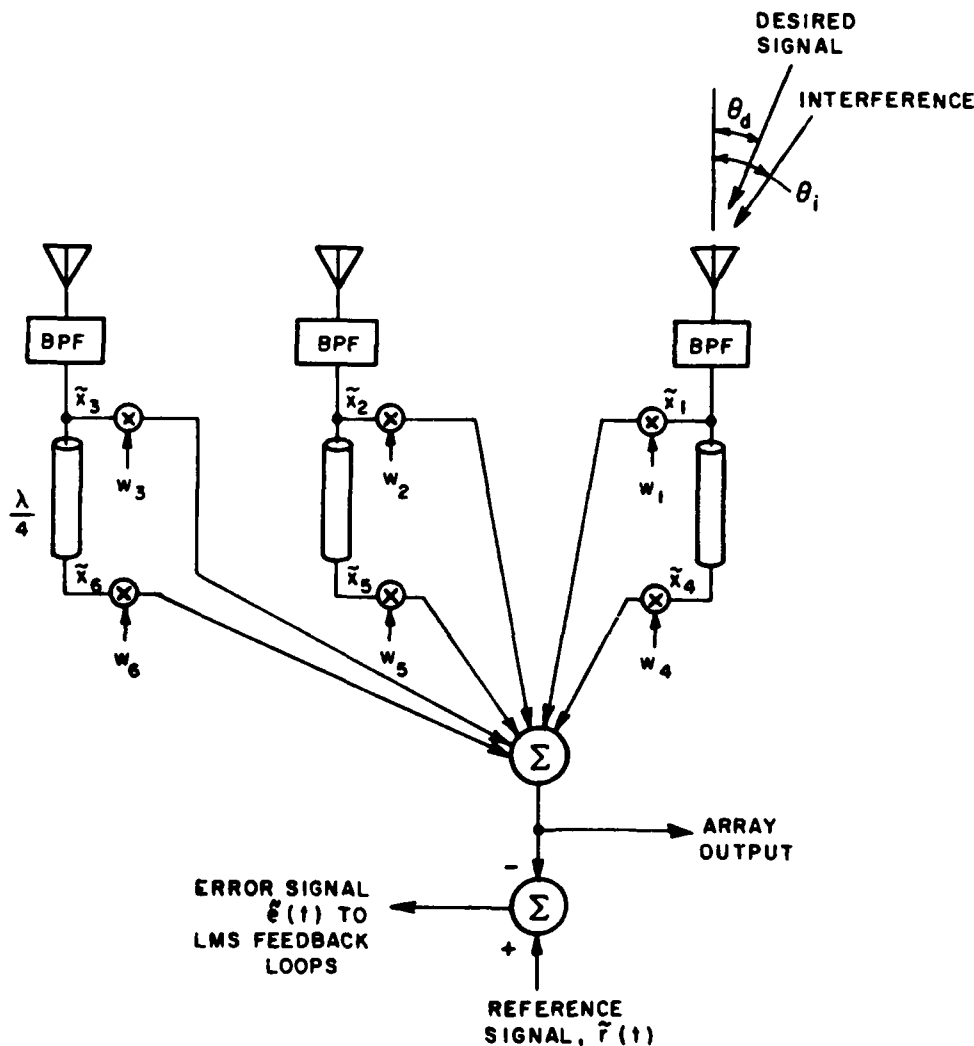 DESIRED
SIGNAL
INTERFERENCE
θd
θi
BPF
BPF
BPF
x̃3
x̃2
x̃1
w3
w2
w1
λ/4
x̃6
x̃5
x̃4
w6
w5
w4
Σ
ARRAY
OUTPUT
-
ERROR SIGNAL
ẽ(t) TO
LMS FEEDBACK
LOOPS
Σ
+
REFERENCE
SIGNAL, r̃(t)